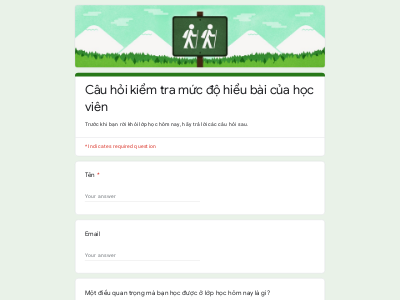 Câu hỏi kiểm tra mức độ hiểu bài của học
viên
Trước khi bạn rời khỏi lớp học hôm nay, hãy trả lời các câu hỏi sau.
* Indicates required question
Tên *
Your answer
Email
Your answer
Một điều quan trọng mà bạn học được ở lớp học hôm nay là gì?